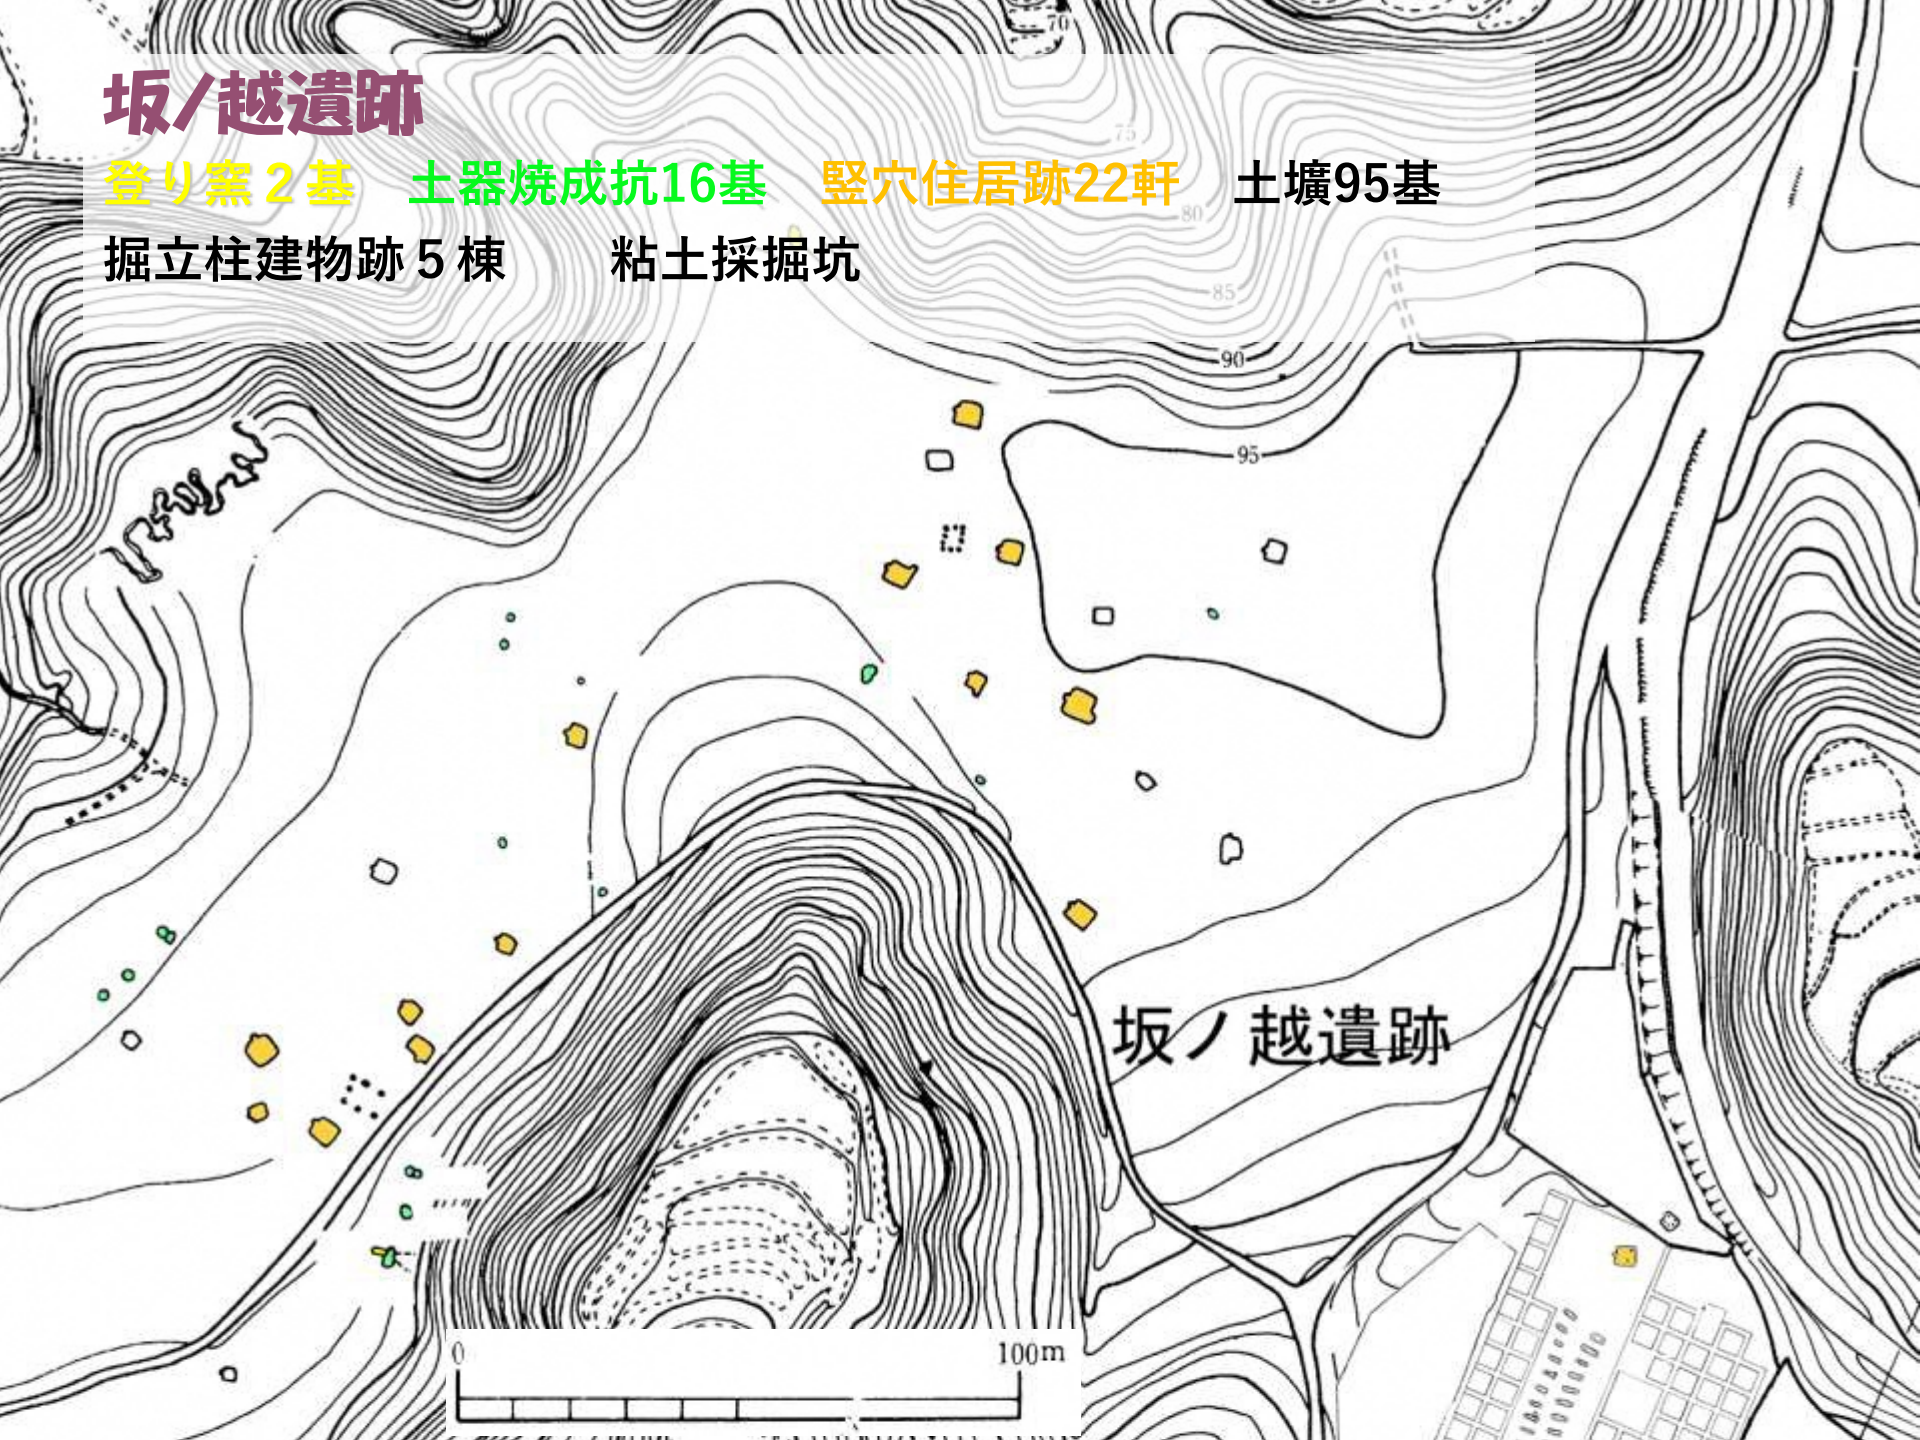 70
坂ノ越遺跡
75
登り窯２基　土器焼成抗16基　竪穴住居跡22軒　土壙95基
80
掘立柱建物跡５棟　　粘土採掘坑
85
90
95
坂ノ越遺跡
0　100m